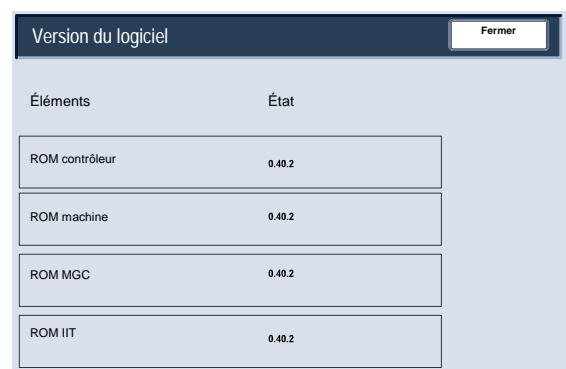 Version du logiciel Fermer
Éléments État
ROM contrôleur 0.40.2
ROM machine 0.40.2
ROM MGC 0.40.2
ROM IIT 0.40.2